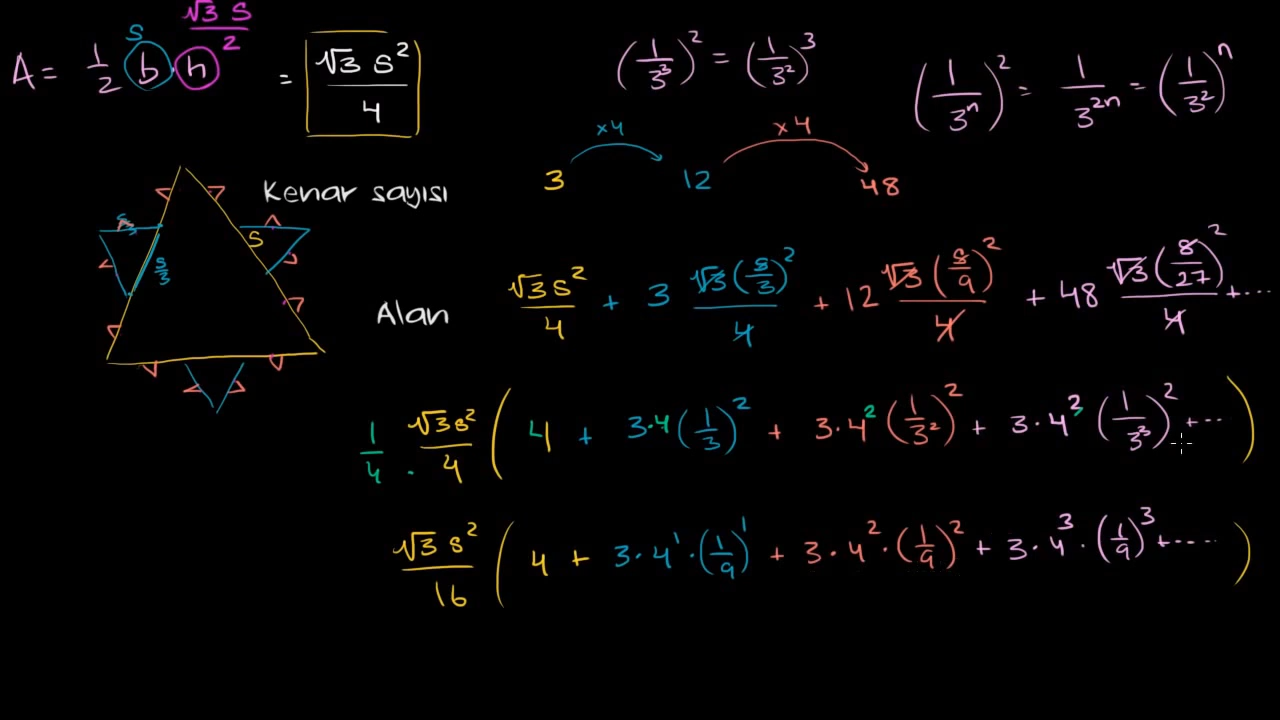 A = 1/2 b · h = √3 s²/4
s
√3 s/2
(1/3³)² = (1/3²)³
(1/3ⁿ)² = 1/3²ⁿ = (1/3²)ⁿ
x4 x4
Kenar sayısı 3 12 48
s/3
s
s/3
Alan √3 s²/4 + 3 √3 (s/3)²/4 + 12 √3 (s/9)²/4 + 48 √3 (s/27)²/4 + ...
1/4 · √3 s²/4 ( 4 + 3·4 (1/3)² + 3·4² (1/3²)² + 3·4³ (1/3³)² + ... )
√3 s²/16 ( 4 + 3·4¹·(1/9)¹ + 3·4²·(1/9)² + 3·4³·(1/9)³ + .... )